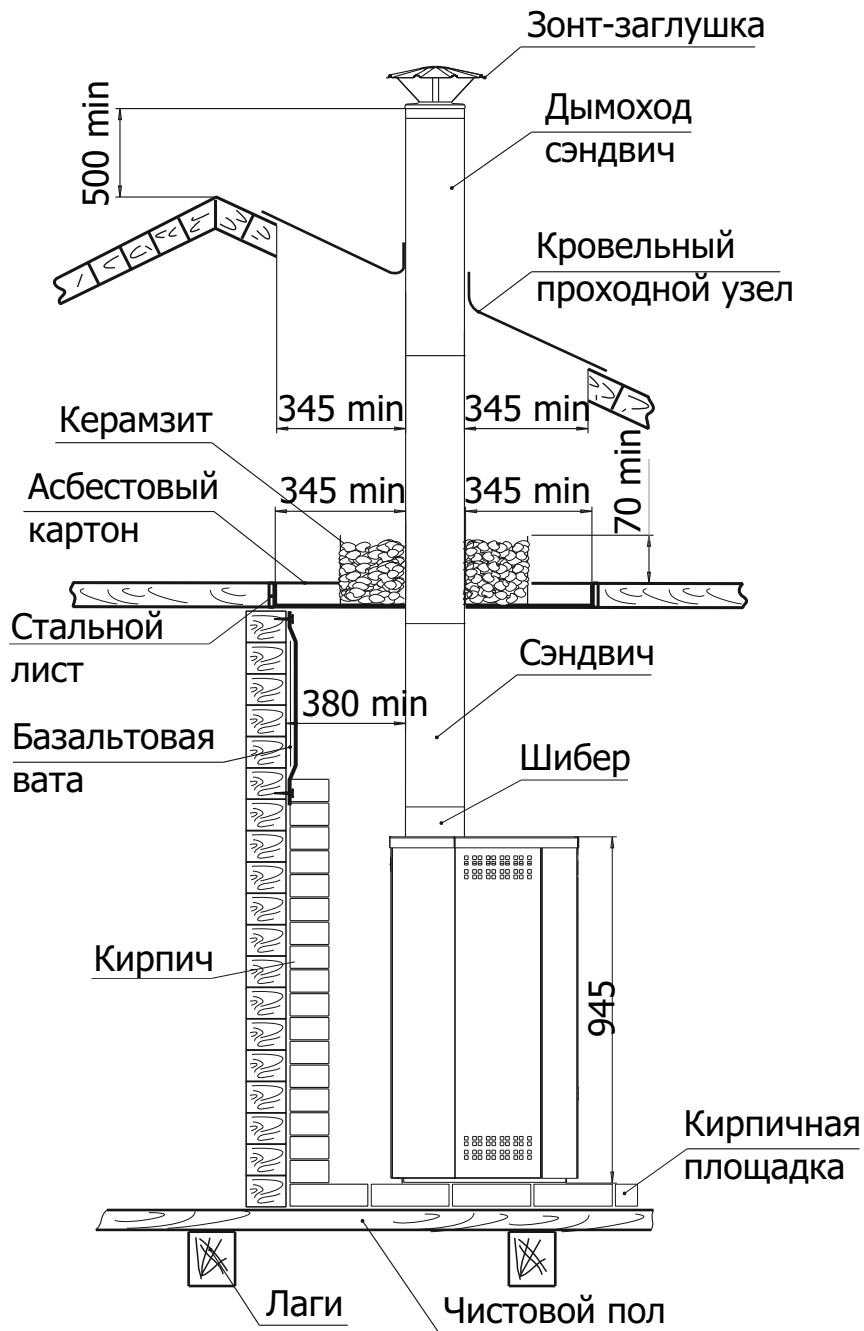 Зонт-заглушка
500 min
Дымоход
сэндвич
Кровельный
проходной узел
345 min
345 min
Керамзит
70 min
Асбестовый
картон
345 min
345 min
Стальной
лист
Сэндвич
380 min
Базальтовая
вата
Шибер
Кирпич
945
Кирпичная
площадка
Лаги
Чистовой пол